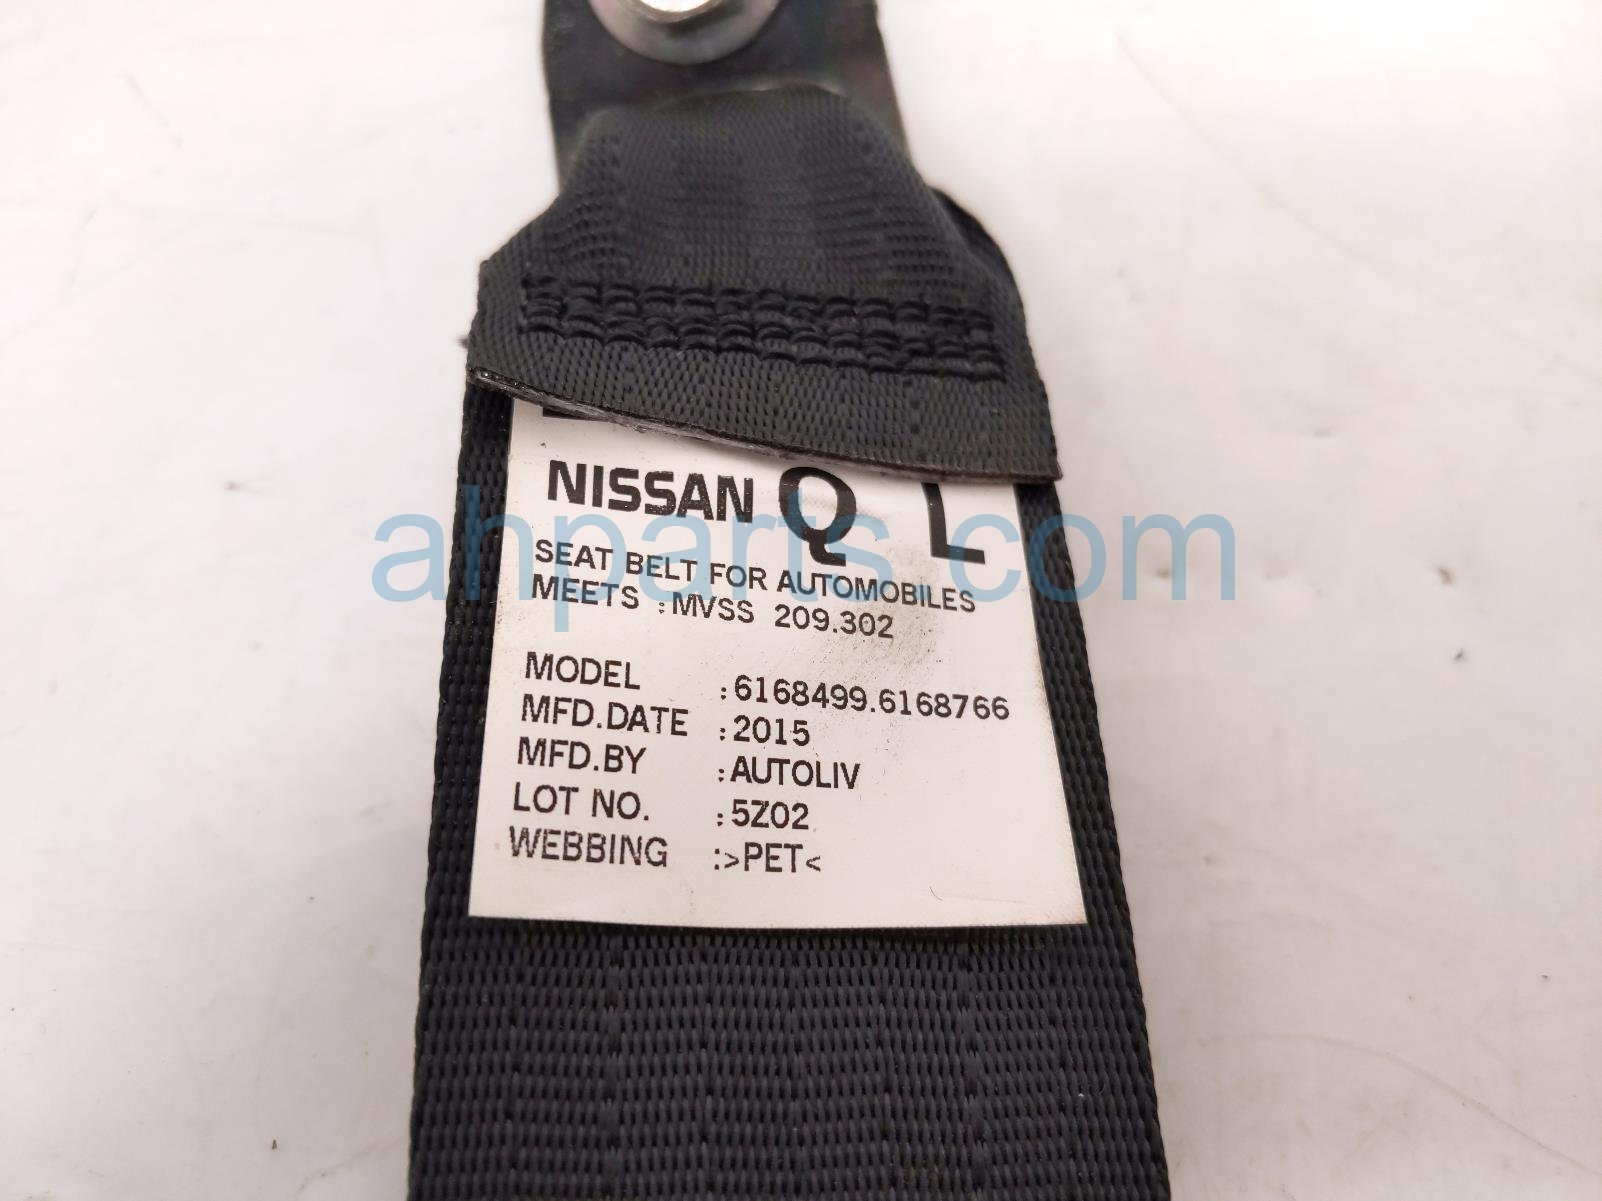 NISSAN Q L
SEAT BELT FOR AUTOMOBILES
MEETS :MVSS 209.302
MODEL :6168499.6168766
MFD.DATE :2015
MFD.BY :AUTOLIV
LOT NO. :5Z02
WEBBING :>PET<
ahparts.com